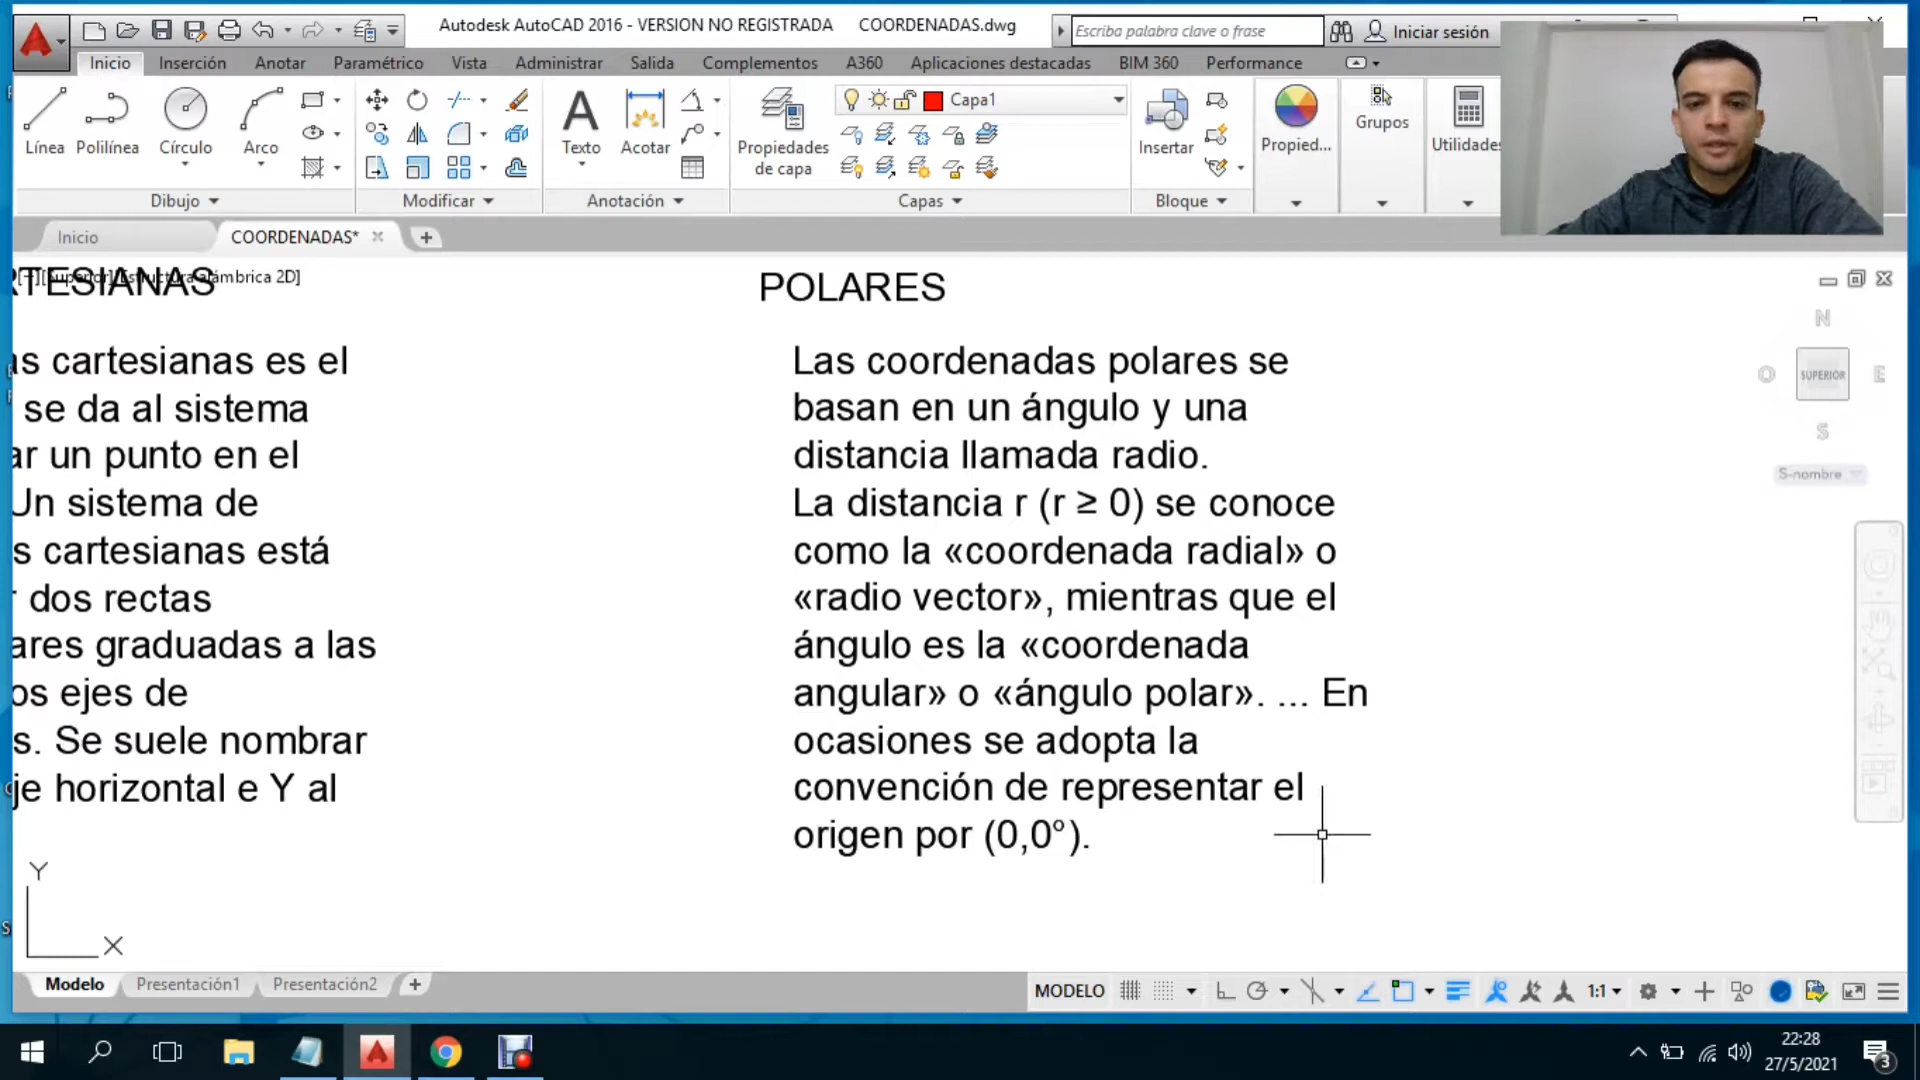 Autodesk AutoCAD 2016 - VERSION NO REGISTRADA COORDENADAS.dwg
Escriba palabra clave o frase
Iniciar sesión
Inicio Inserción Anotar Paramétrico Vista Administrar Salida Complementos A360 Aplicaciones destacadas BIM 360 Performance
Línea Polilínea Círculo Arco
Texto Acotar
Propiedades de capa
Capa1
Insertar
Propied...
Grupos
Utilidades
Dibujo Modificar Anotación Capas Bloque
Inicio COORDENADAS*
[−][Superior][Estructura alámbrica 2D]
RTESIANAS
as cartesianas es el
se da al sistema
ar un punto en el
Un sistema de
s cartesianas está
r dos rectas
ares graduadas a las
os ejes de
s. Se suele nombrar
je horizontal e Y al
POLARES
Las coordenadas polares se
basan en un ángulo y una
distancia llamada radio.
La distancia r (r ≥ 0) se conoce
como la «coordenada radial» o
«radio vector», mientras que el
ángulo es la «coordenada
angular» o «ángulo polar». ... En
ocasiones se adopta la
convención de representar el
origen por (0,0°).
N
O SUPERIOR E
S
S-nombre
Y
X
Modelo Presentación1 Presentación2
MODELO 1:1
22:28
27/5/2021
3